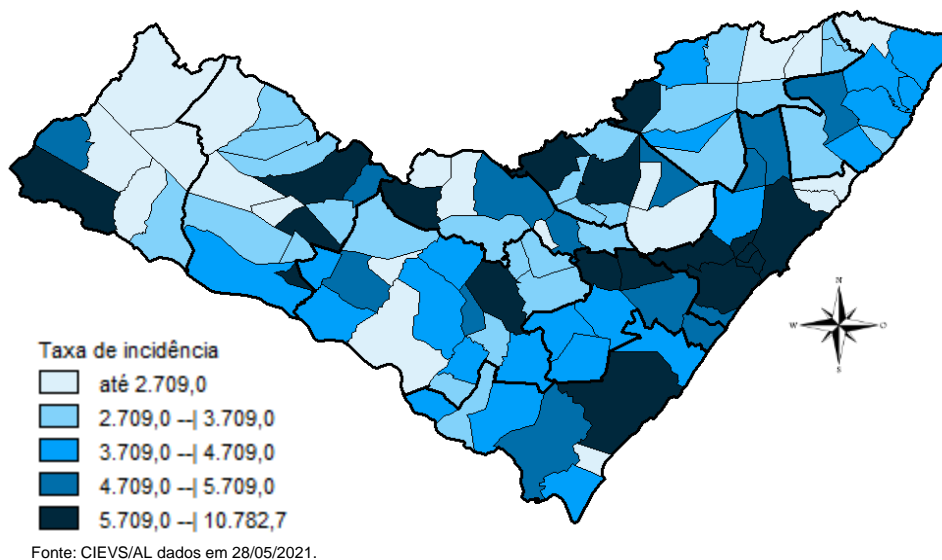 N
W
O
S
Taxa de incidência
até 2.709,0
2.709,0 --| 3.709,0
3.709,0 --| 4.709,0
4.709,0 --| 5.709,0
5.709,0 --| 10.782,7
Fonte: CIEVS/AL dados em 28/05/2021.